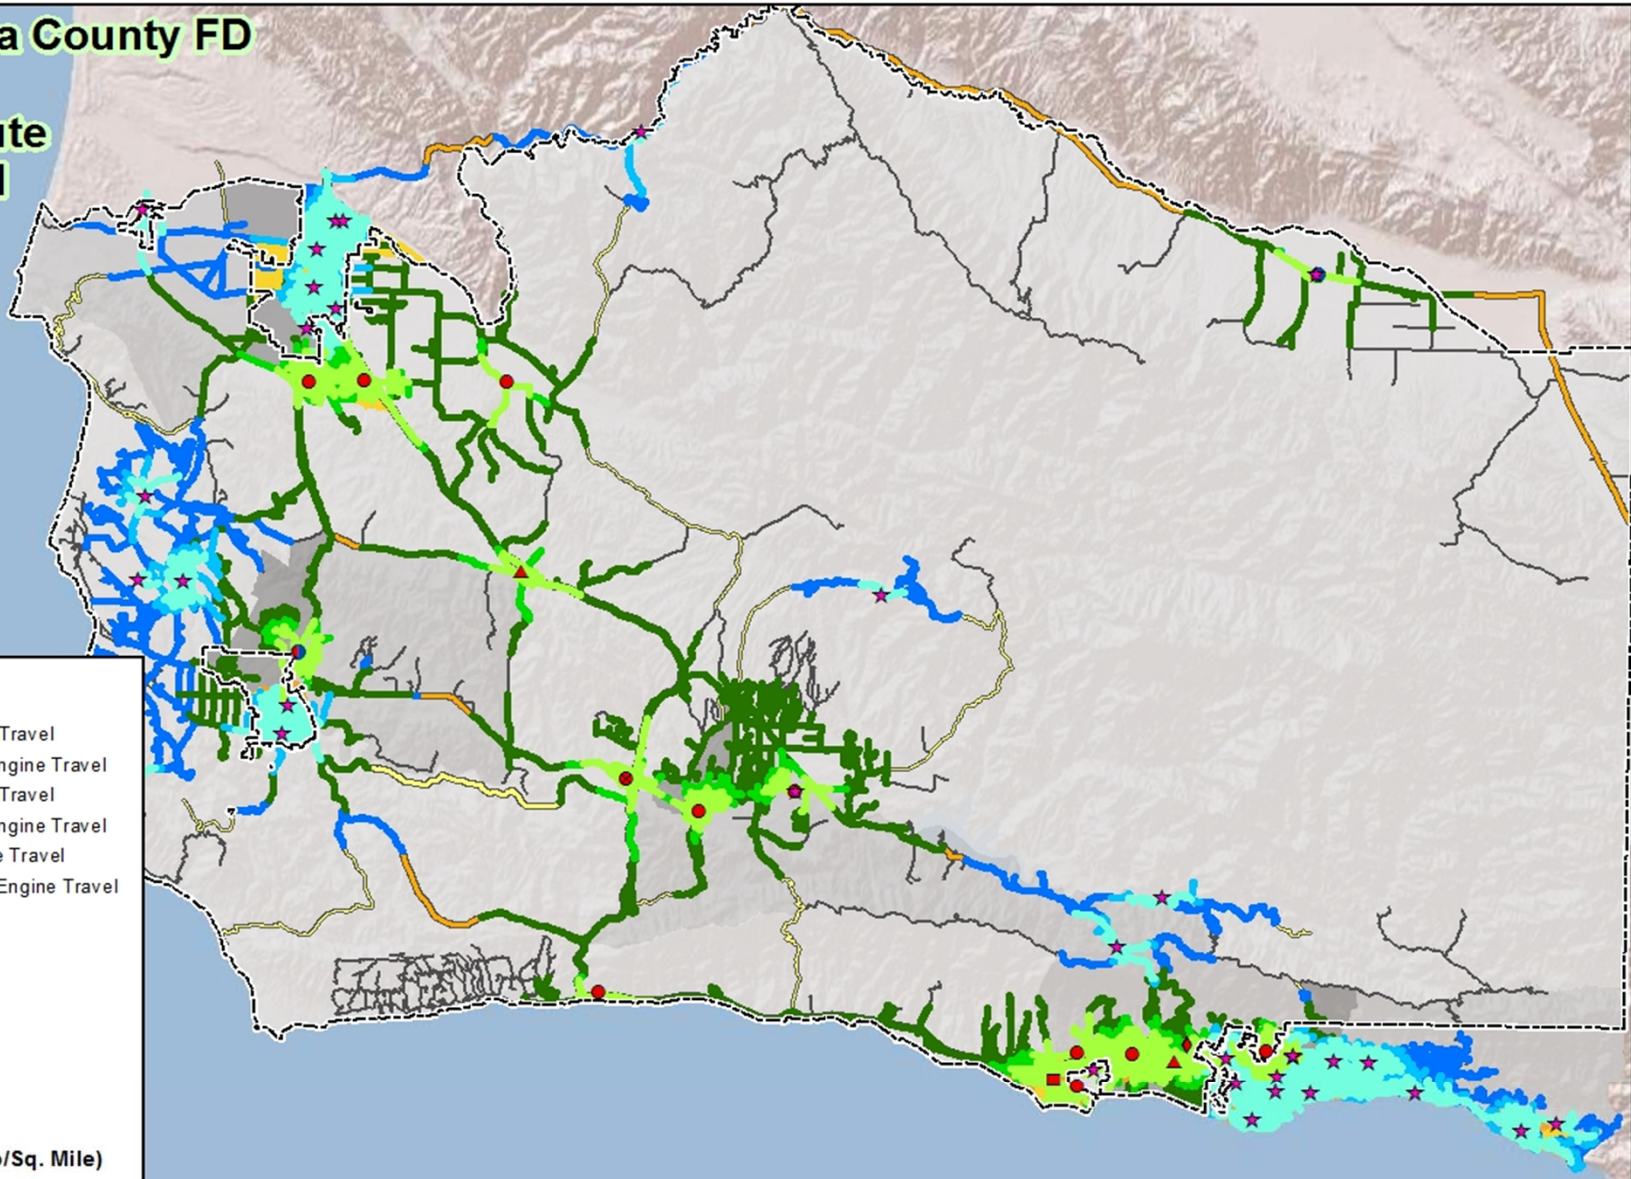 a County FD
ute
Travel
ngine Travel
Travel
ngine Travel
e Travel
Engine Travel
o/Sq. Mile)